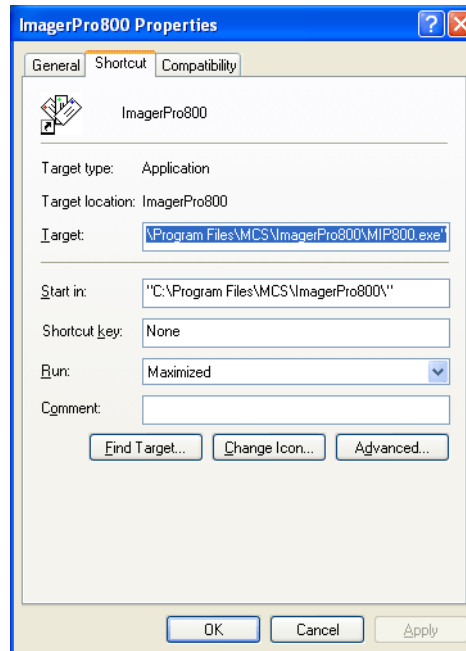 ImagerPro800 Properties
General Shortcut Compatibility
ImagerPro800
Target type: Application
Target location: ImagerPro800
Target: \Program Files\MCS\ImagerPro800\MIP800.exe"
Start in: "C:\Program Files\MCS\ImagerPro800\"
Shortcut key: None
Run: Maximized
Comment:
Find Target... Change Icon... Advanced...
OK Cancel Apply